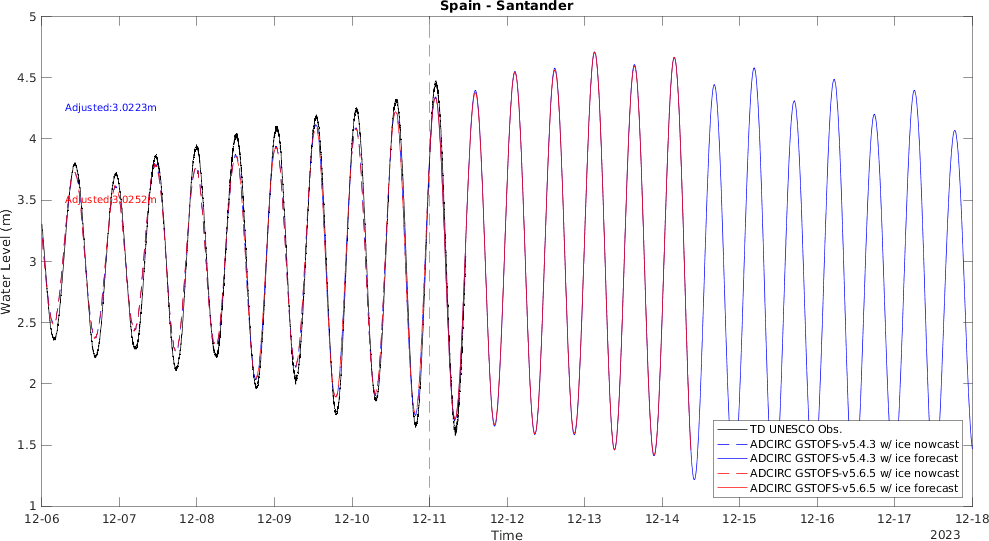 Spain - Santander
5
4.5
4
3.5
3
2.5
2
1.5
1
Water Level (m)
Adjusted:3.0223m
Adjusted:3.0252m
TD UNESCO Obs.
ADCIRC GSTOFS-v5.4.3 w/ ice nowcast
ADCIRC GSTOFS-v5.4.3 w/ ice forecast
ADCIRC GSTOFS-v5.6.5 w/ ice nowcast
ADCIRC GSTOFS-v5.6.5 w/ ice forecast
12-06 12-07 12-08 12-09 12-10 12-11 12-12 12-13 12-14 12-15 12-16 12-17 12-18
Time
2023